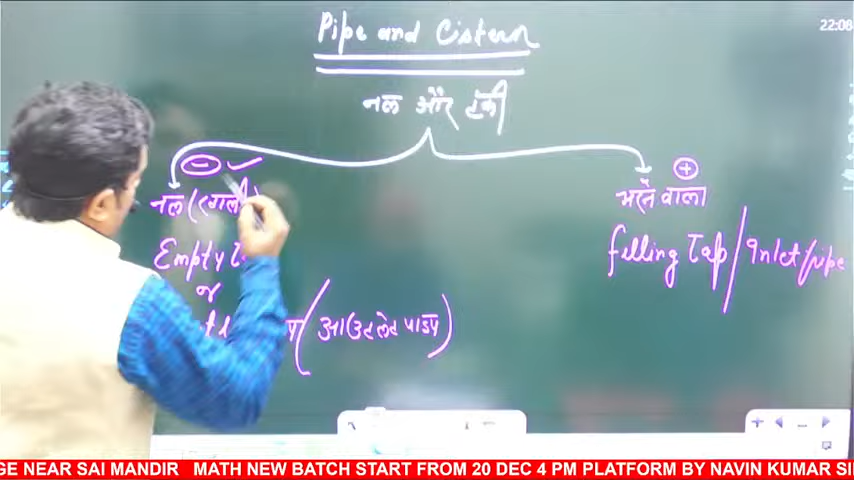 22:08
Pipe and Cistern
नल और टंकी
- +
नल (खाली) भरने वाला
Empty filling Tap / Inlet / pipe
or
(आउटलेट पाइप)
GE NEAR SAI MANDIR MATH NEW BATCH START FROM 20 DEC 4 PM PLATFORM BY NAVIN KUMAR SI